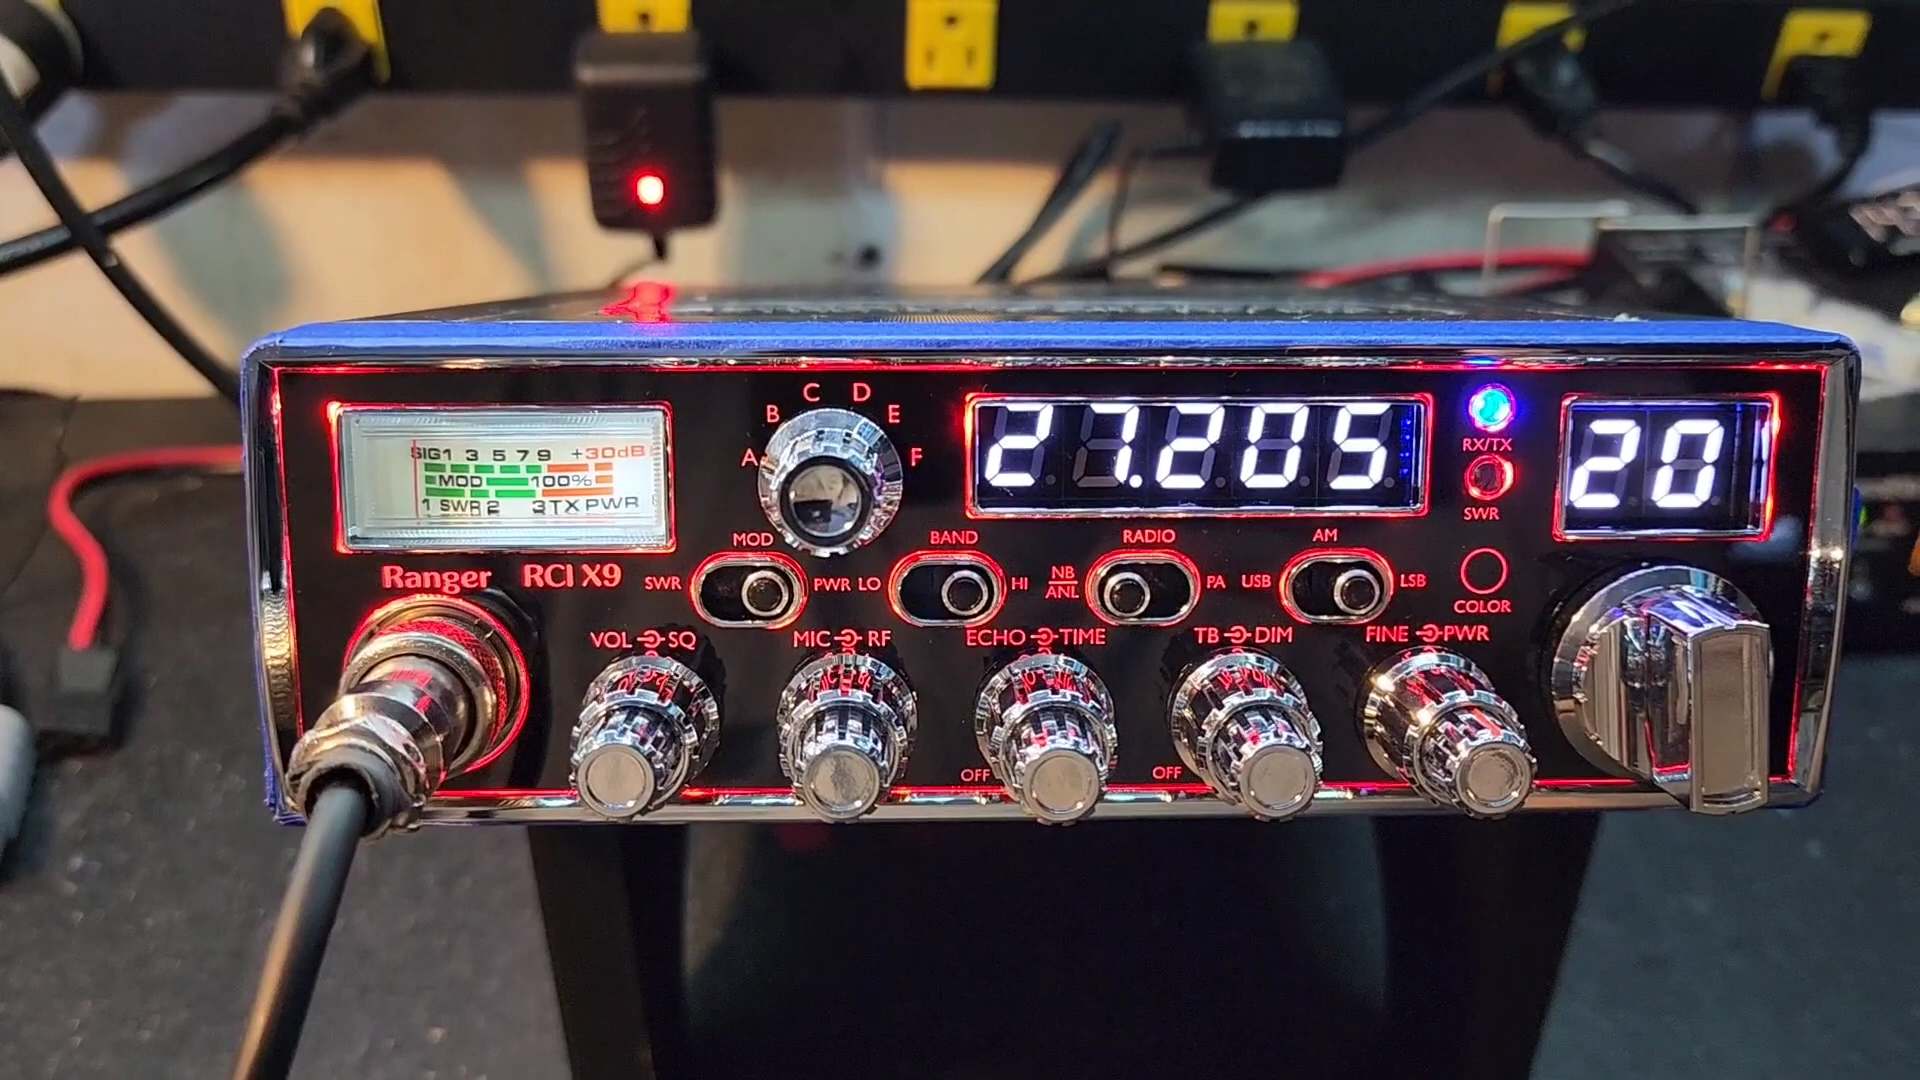 C D
B E
A F
SIG 1 3 5 7 9 +30dB
MOD 100%
1 SWR 2 3 TX PWR
27.205
RX/TX
SWR
20
MOD BAND RADIO AM
SWR PWR LO HI NB ANL PA USB LSB
COLOR
Ranger RCI X9
VOL SQ MIC RF ECHO TIME TB DIM FINE PWR
OFF OFF